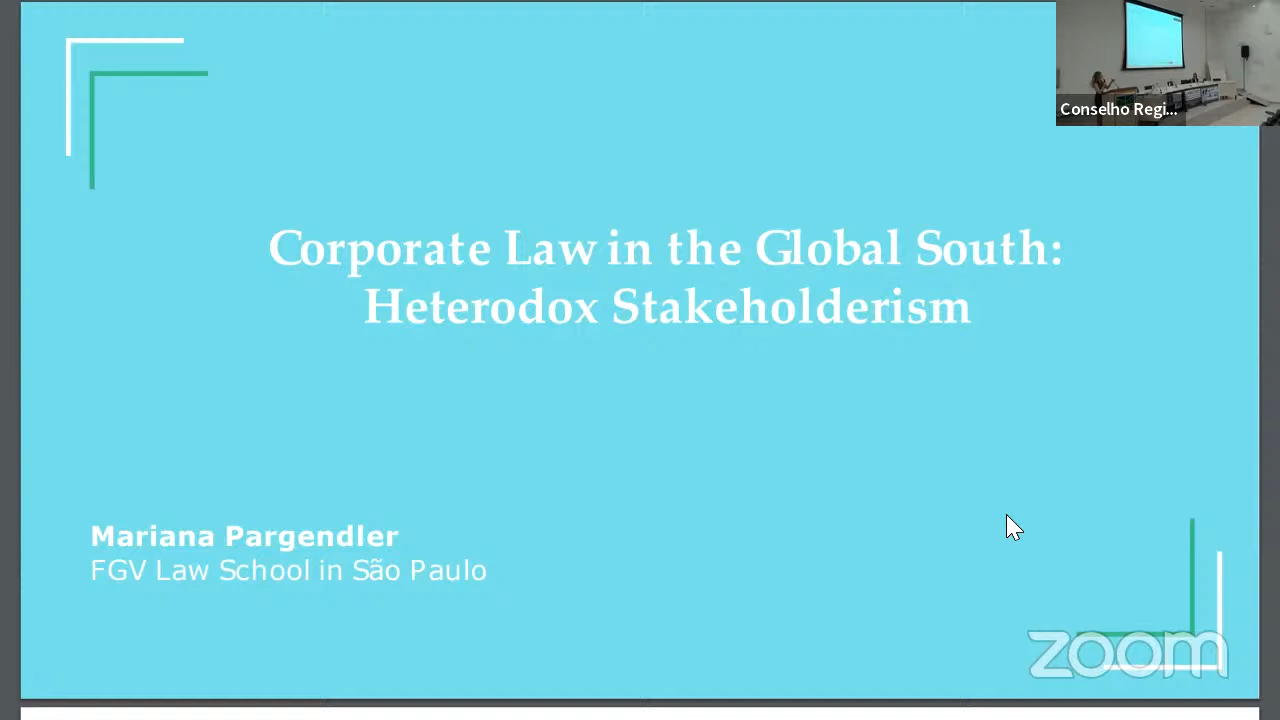 Conselho Regi...
Corporate Law in the Global South:
Heterodox Stakeholderism
Mariana Pargendler
FGV Law School in São Paulo
zoom